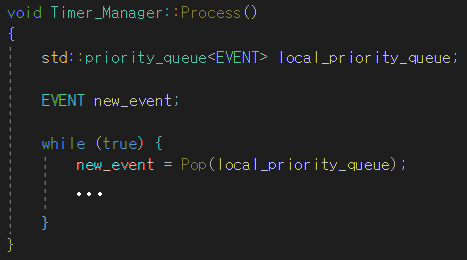 void Timer_Manager::Process()
{
    std::priority_queue<EVENT> local_priority_queue;
    EVENT new_event;
    while (true) {
        new_event = Pop(local_priority_queue);
        ...
    }
}